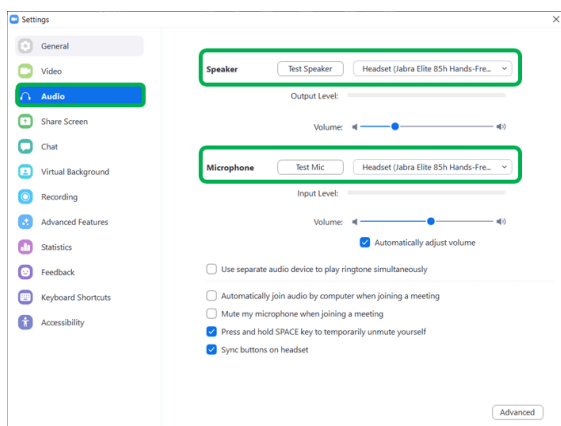 Settings
General
Video
Audio
Share Screen
Chat
Virtual Background
Recording
Advanced Features
Statistics
Feedback
Keyboard Shortcuts
Accessibility
Speaker Test Speaker Headset (Jabra Elite 85h Hands-Fre...
Output Level:
Volume:
Microphone Test Mic Headset (Jabra Elite 85h Hands-Fre...
Input Level:
Volume:
Automatically adjust volume
Use separate audio device to play ringtone simultaneously
Automatically join audio by computer when joining a meeting
Mute my microphone when joining a meeting
Press and hold SPACE key to temporarily unmute yourself
Sync buttons on headset
Advanced